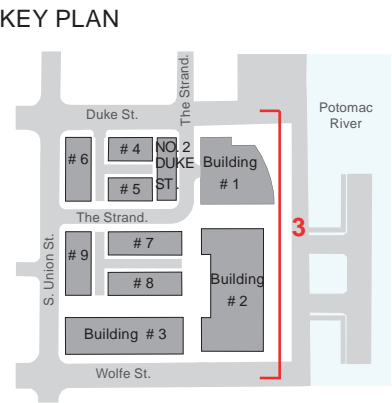 KEY PLAN
The Strand.
Duke St.
Potomac
River
# 6
# 4
NO. 2
DUKE
ST.
# 5
Building
# 1
The Strand.
3
S. Union St.
# 9
# 7
# 8
Building
# 2
Building # 3
Wolfe St.